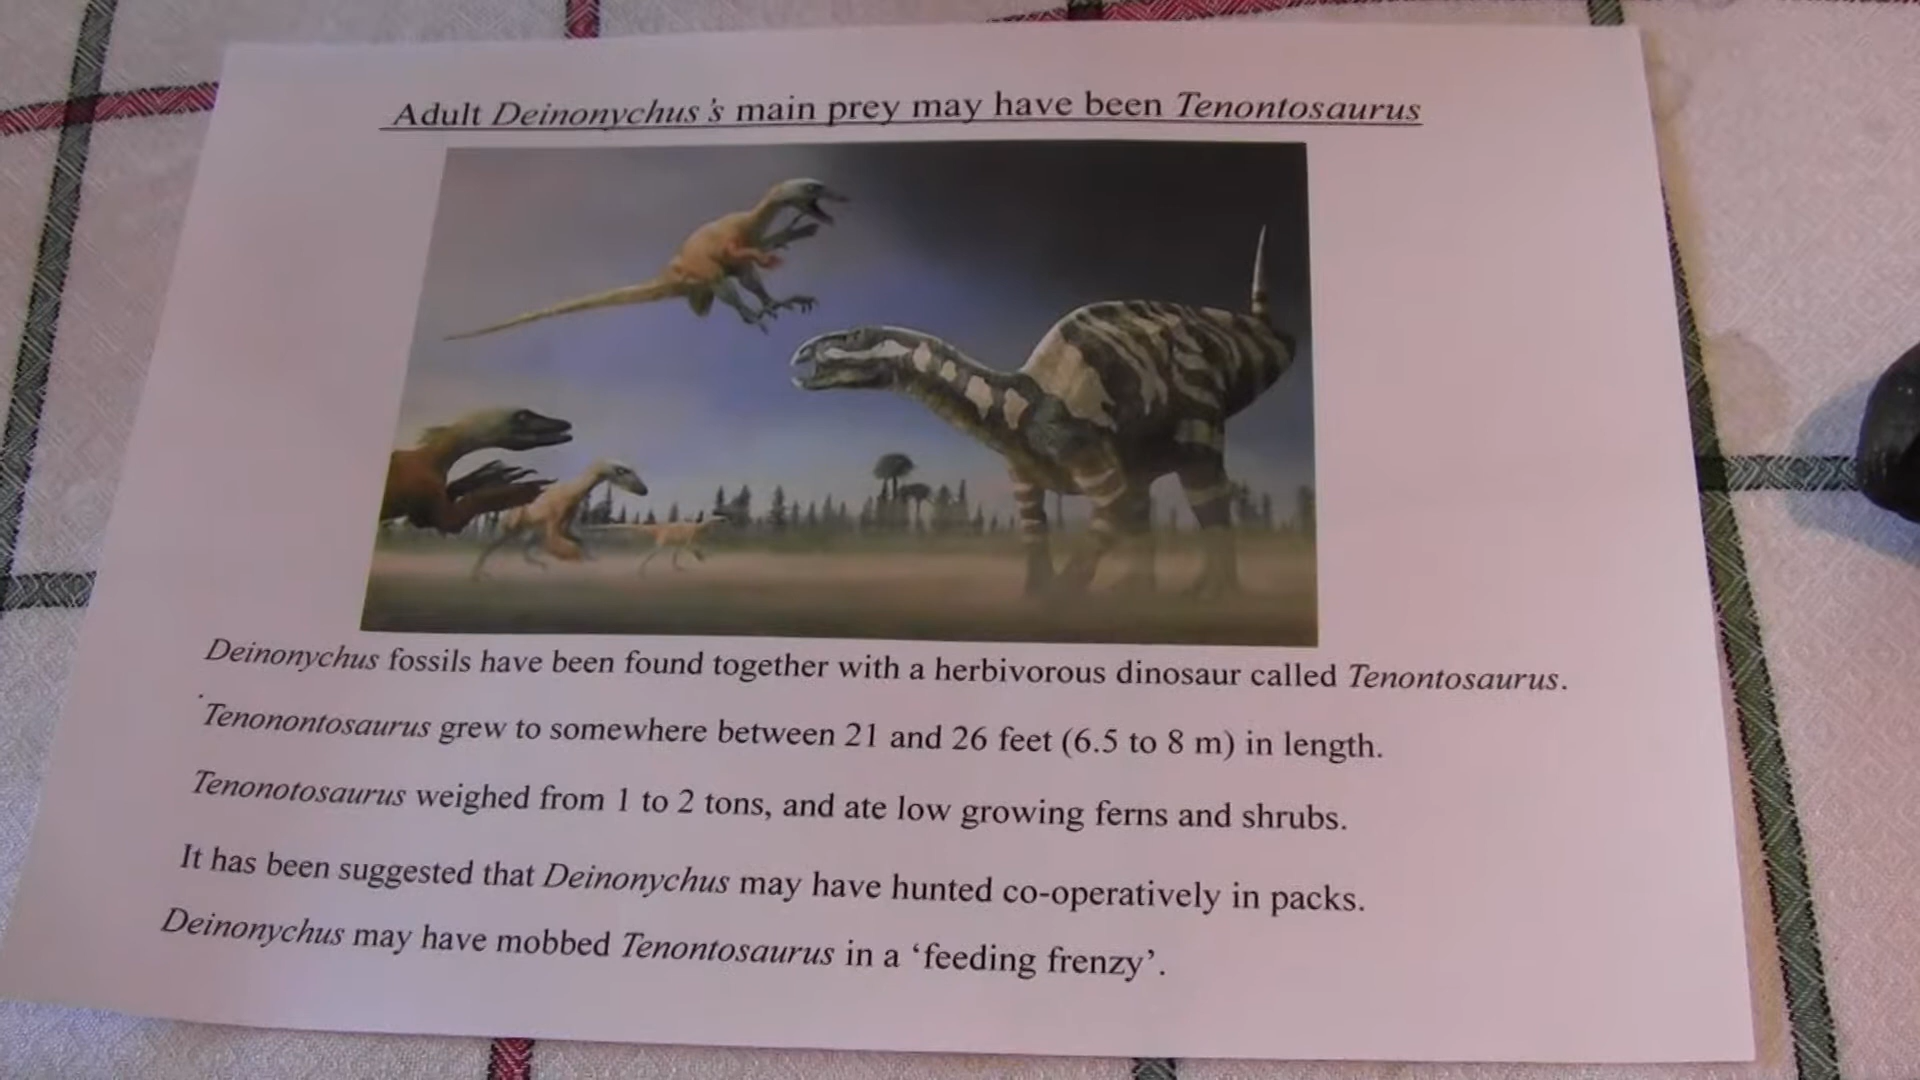 Adult Deinonychus's main prey may have been Tenontosaurus
Deinonychus fossils have been found together with a herbivorous dinosaur called Tenontosaurus.
Tenonontosaurus grew to somewhere between 21 and 26 feet (6.5 to 8 m) in length.
Tenonotosaurus weighed from 1 to 2 tons, and ate low growing ferns and shrubs.
It has been suggested that Deinonychus may have hunted co-operatively in packs.
Deinonychus may have mobbed Tenontosaurus in a ‘feeding frenzy’.